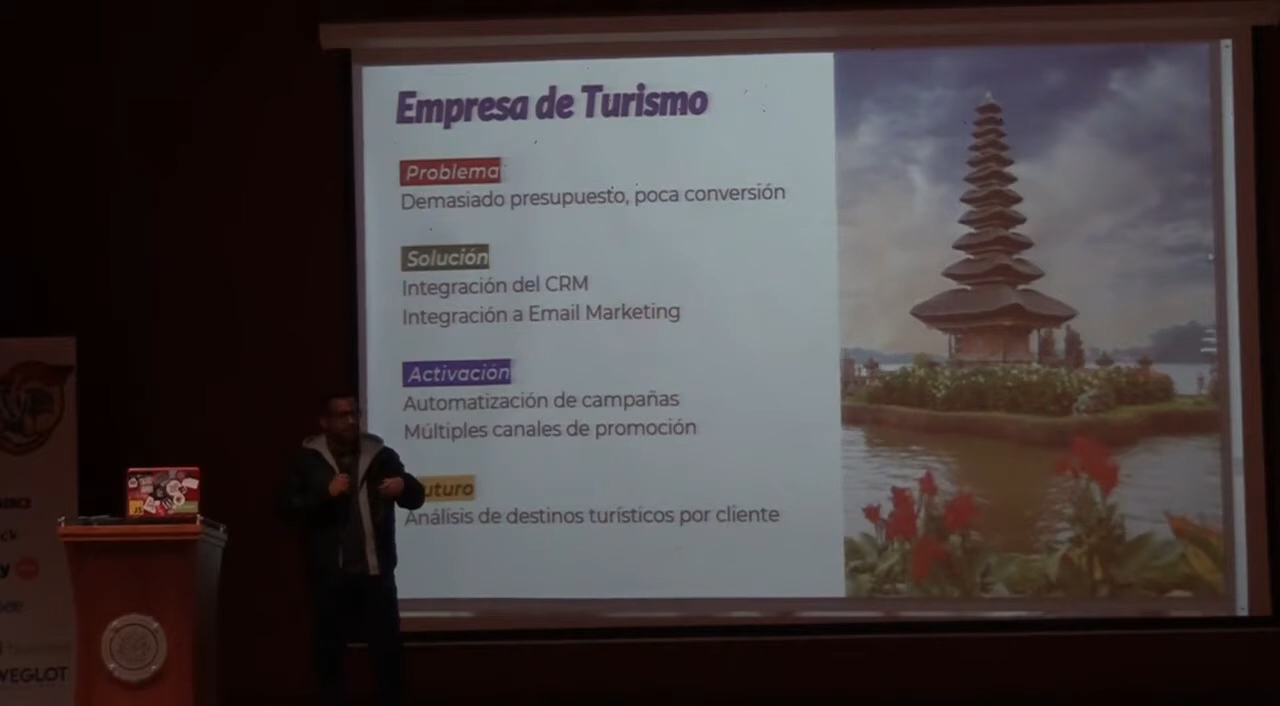 Empresa de Turismo
Problema
Demasiado presupuesto, poca conversión
Solución
Integración del CRM
Integración a Email Marketing
Activación
Automatización de campañas
Múltiples canales de promoción
uturo
Análisis de destinos turísticos por cliente
JS
WEGLOT